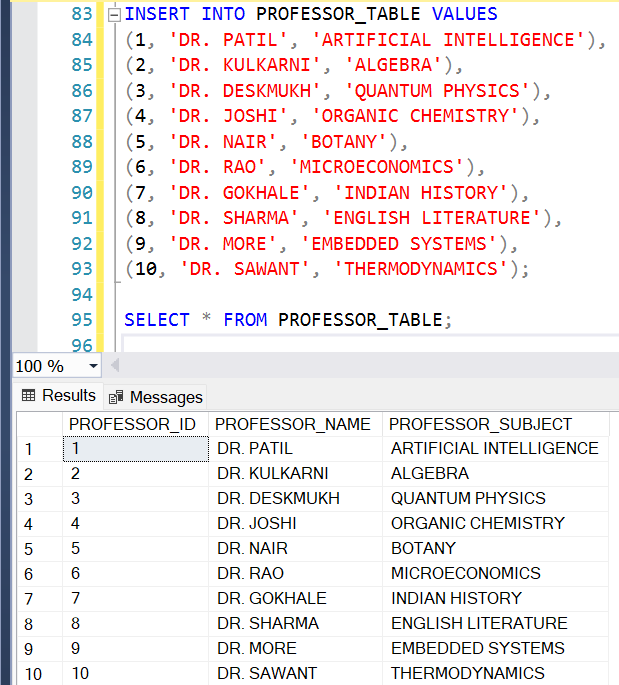 83 INSERT INTO PROFESSOR_TABLE VALUES
84 (1, 'DR. PATIL', 'ARTIFICIAL INTELLIGENCE'),
85 (2, 'DR. KULKARNI', 'ALGEBRA'),
86 (3, 'DR. DESKMUKH', 'QUANTUM PHYSICS'),
87 (4, 'DR. JOSHI', 'ORGANIC CHEMISTRY'),
88 (5, 'DR. NAIR', 'BOTANY'),
89 (6, 'DR. RAO', 'MICROECONOMICS'),
90 (7, 'DR. GOKHALE', 'INDIAN HISTORY'),
91 (8, 'DR. SHARMA', 'ENGLISH LITERATURE'),
92 (9, 'DR. MORE', 'EMBEDDED SYSTEMS'),
93 (10, 'DR. SAWANT', 'THERMODYNAMICS');
94
95 SELECT * FROM PROFESSOR_TABLE;
96
100 %
Results Messages
PROFESSOR_ID PROFESSOR_NAME PROFESSOR_SUBJECT
1 1 DR. PATIL ARTIFICIAL INTELLIGENCE
2 2 DR. KULKARNI ALGEBRA
3 3 DR. DESKMUKH QUANTUM PHYSICS
4 4 DR. JOSHI ORGANIC CHEMISTRY
5 5 DR. NAIR BOTANY
6 6 DR. RAO MICROECONOMICS
7 7 DR. GOKHALE INDIAN HISTORY
8 8 DR. SHARMA ENGLISH LITERATURE
9 9 DR. MORE EMBEDDED SYSTEMS
10 10 DR. SAWANT THERMODYNAMICS